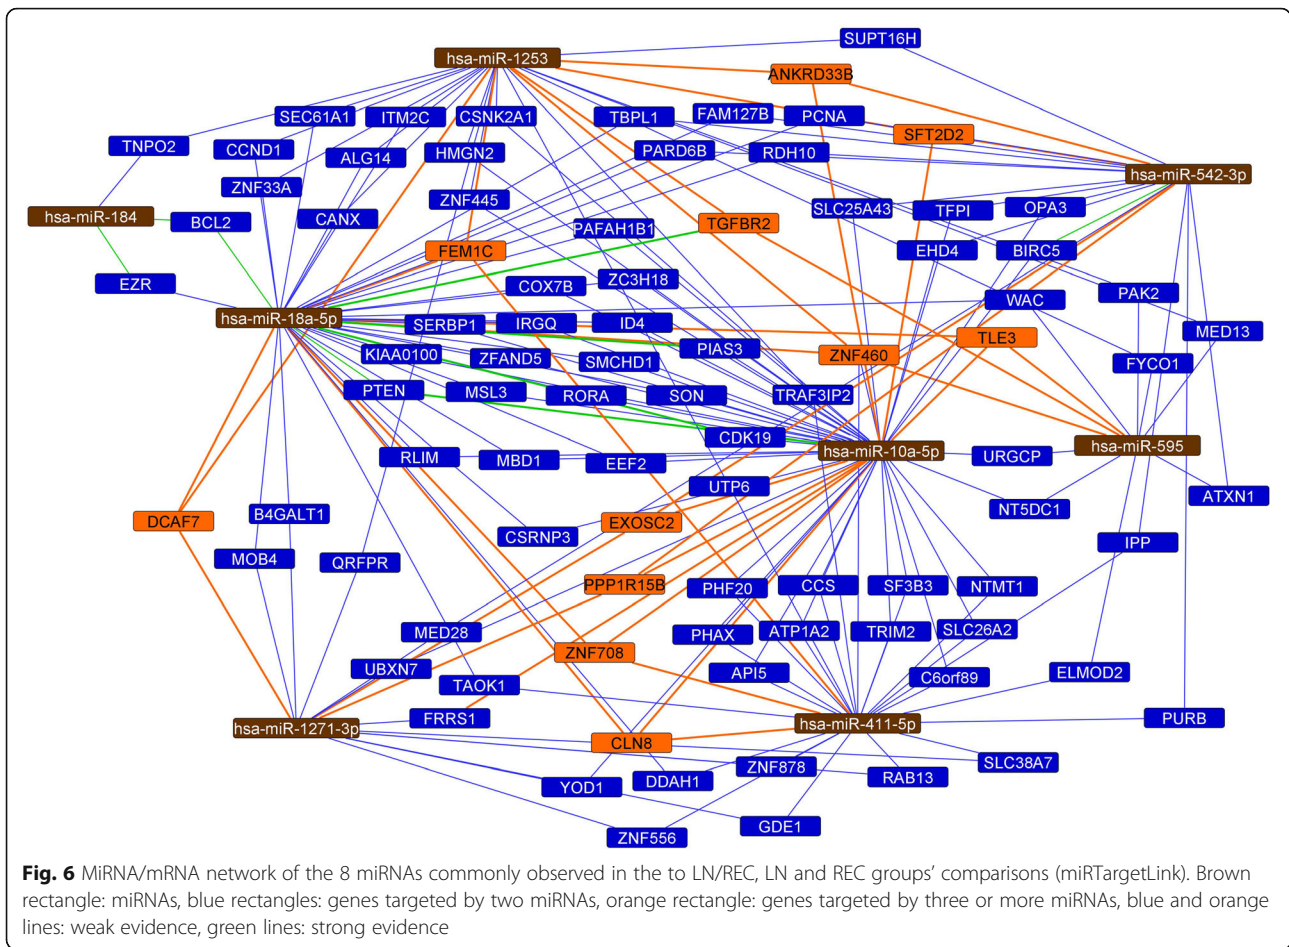 SUPT16H
hsa-miR-1253
ANKRD33B
SEC61A1
ITM2C
CSNK2A1
TBPL1
FAM127B
PCNA
SFT2D2
TNPO2
CCND1
ALG14
HMGN2
PARD6B
RDH10
hsa-miR-542-3p
ZNF33A
ZNF445
hsa-miR-184
BCL2
CANX
PAFAH1B1
TGFBR2
SLC25A43
TFPI
OPA3
FEM1C
EHD4
BIRC5
EZR
COX7B
ZC3H18
WAC
PAK2
hsa-miR-18a-5p
SERBP1
IRGQ
ID4
MED13
KIAA0100
ZFAND5
SMCHD1
PIAS3
ZNF460
TLE3
FYCO1
PTEN
MSL3
RORA
SON
TRAF3IP2
CDK19
hsa-miR-10a-5p
URGCP
hsa-miR-595
RLIM
MBD1
EEF2
UTP6
NT5DC1
ATXN1
DCAF7
B4GALT1
CSRNP3
EXOSC2
IPP
MOB4
QRFPR
PPP1R15B
PHF20
CCS
SF3B3
NTMT1
MED28
PHAX
ATP1A2
TRIM2
SLC26A2
UBXN7
TAOK1
ZNF708
API5
C6orf89
ELMOD2
hsa-miR-1271-3p
FRRS1
hsa-miR-411-5p
PURB
CLN8
YOD1
DDAH1
ZNF878
RAB13
SLC38A7
ZNF556
GDE1
Fig. 6 MiRNA/mRNA network of the 8 miRNAs commonly observed in the to LN/REC, LN and REC groups' comparisons (miRTargetLink). Brown
rectangle: miRNAs, blue rectangles: genes targeted by two miRNAs, orange rectangle: genes targeted by three or more miRNAs, blue and orange
lines: weak evidence, green lines: strong evidence